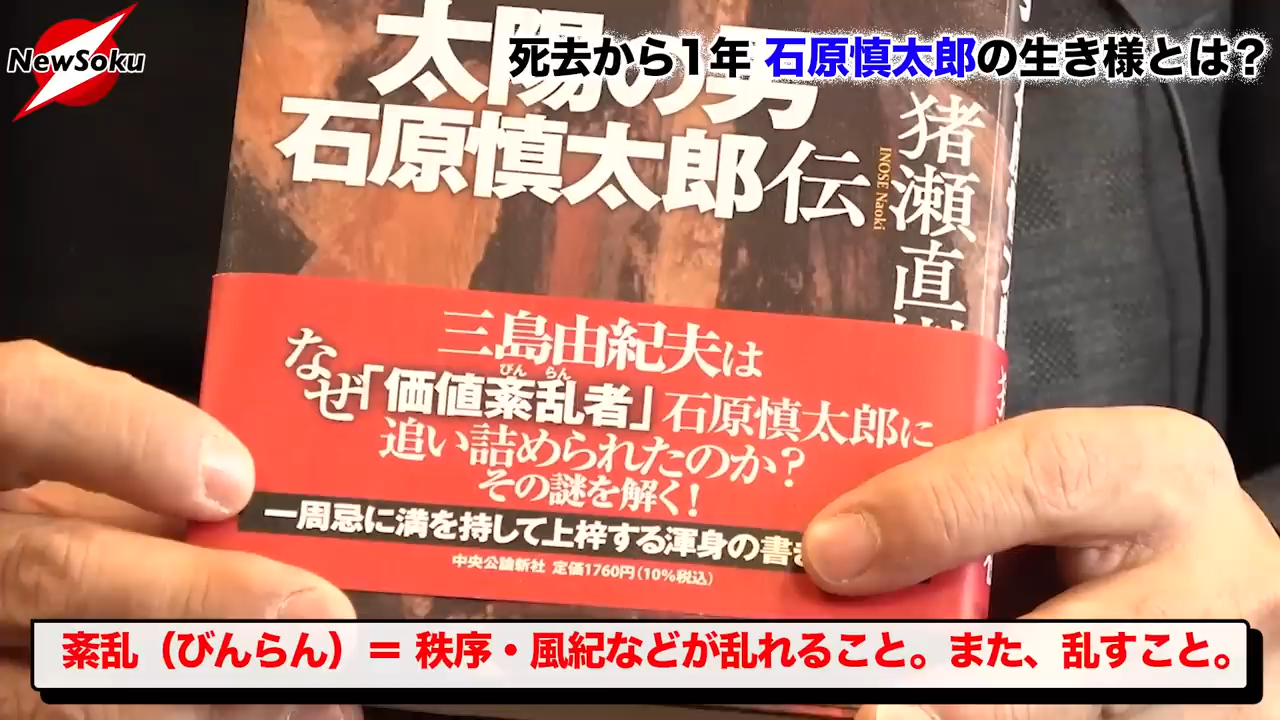 NewSoku
死去から1年 石原慎太郎の生き様とは？
太陽の男
石原慎太郎伝
猪瀬直
INOSE Naoki
三島由紀夫は
なぜ「価値紊乱者」石原慎太郎に
びん らん
追い詰められたのか？
その謎を解く！
一周忌に満を持して上梓する渾身の書き
中央公論新社 定価1760円（10%税込）
紊乱（びんらん）＝ 秩序・風紀などが乱れること。また、乱すこと。